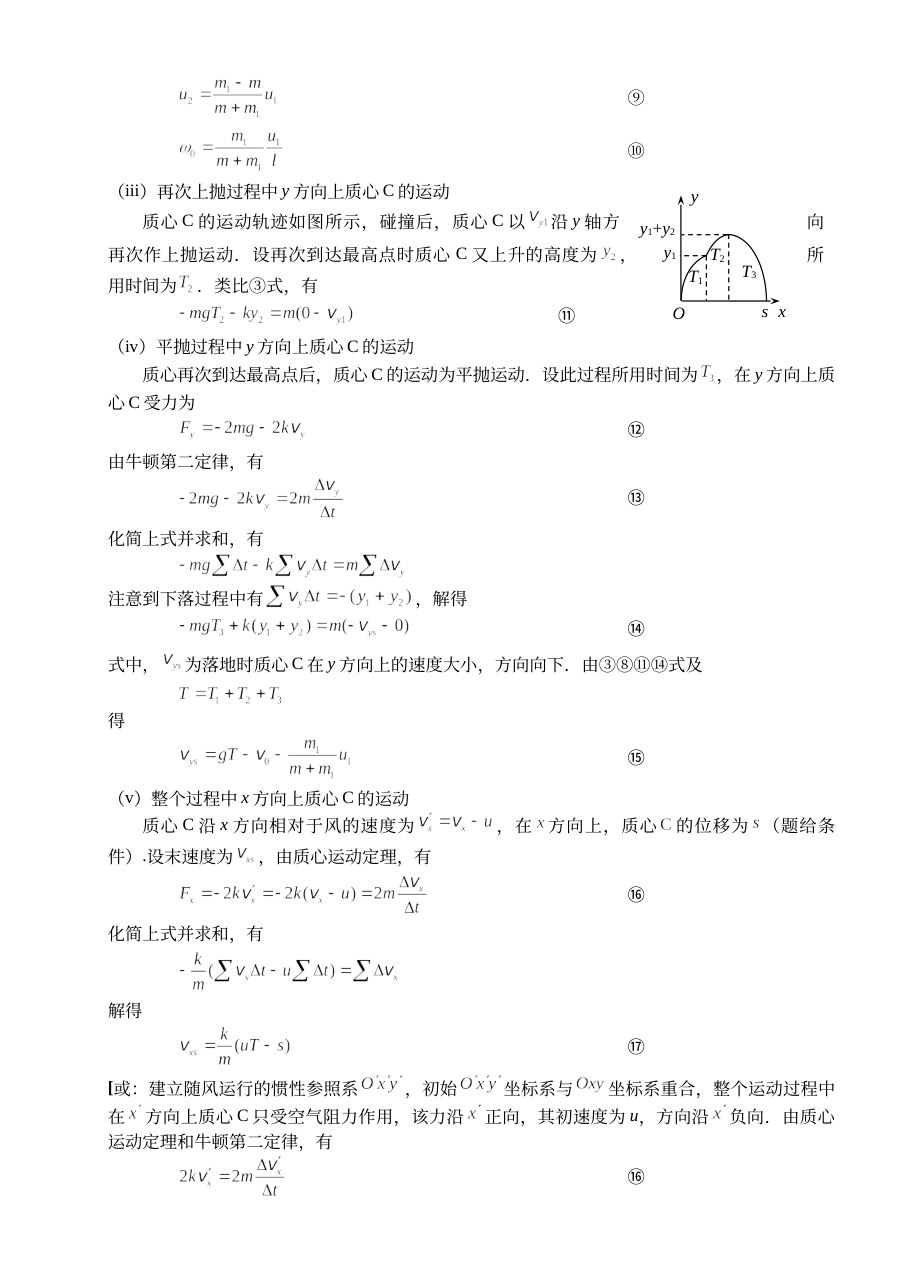 u₂ = (m₁ − m)/(m + m₁) u₁ ⑨
ω₀ = m₁/(m + m₁) u₁/l ⑩
（iii）再次上抛过程中 y 方向上质心 C 的运动
质心 C 的运动轨迹如图所示，碰撞后，质心 C 以 v_{y1} 沿 y 轴方向
再次作上抛运动．设再次到达最高点时质心 C 又上升的高度为 y₂，所
用时间为 T₂．类比③式，有
− mgT₂ − ky₂ = m(0 − v_{y1}) ⑪
y
y₁+y₂
y₁
T₁
T₂
T₃
O
s
x
（iv）平抛过程中 y 方向上质心 C 的运动
质心再次到达最高点后，质心 C 的运动为平抛运动．设此过程所用时间为 T₃，在 y 方向上质
心 C 受力为
F_y = −2mg − 2kv_y ⑫
由牛顿第二定律，有
−2mg − 2kv_y = 2m Δv_y/Δt ⑬
化简上式并求和，有
− mg∑Δt − k∑v_yΔt = m∑Δv_y
注意到下落过程中有 ∑v_yΔt = −(y₁ + y₂)，解得
− mgT₃ + k(y₁ + y₂) = m(− v_{ys} − 0) ⑭
式中，v_{ys} 为落地时质心 C 在 y 方向上的速度大小，方向向下．由③⑧⑪⑭式及
T = T₁ + T₂ + T₃
得
v_{ys} = gT − v₀ − m₁/(m + m₁) u₁ ⑮
（v）整个过程中 x 方向上质心 C 的运动
质心 C 沿 x 方向相对于风的速度为 v′_x = v_x − u，在 x 方向上，质心 C 的位移为 s（题给条
件）.设末速度为 v_{xs}，由质心运动定理，有
F_x = −2kv′_x = −2k(v_x − u) = 2m Δv_x/Δt ⑯
化简上式并求和，有
− k/m (∑v_xΔt − u∑Δt) = ∑Δv_x
解得
v_{xs} = k/m (uT − s) ⑰
[或：建立随风运行的惯性参照系 O′x′y′，初始 O′x′y′ 坐标系与 Oxy 坐标系重合，整个运动过程中
在 x′ 方向上质心 C 只受空气阻力作用，该力沿 x′ 正向，其初速度为 u，方向沿 x′ 负向．由质心
运动定理和牛顿第二定律，有
2kv′_x = 2m Δv′_x/Δt ⑯